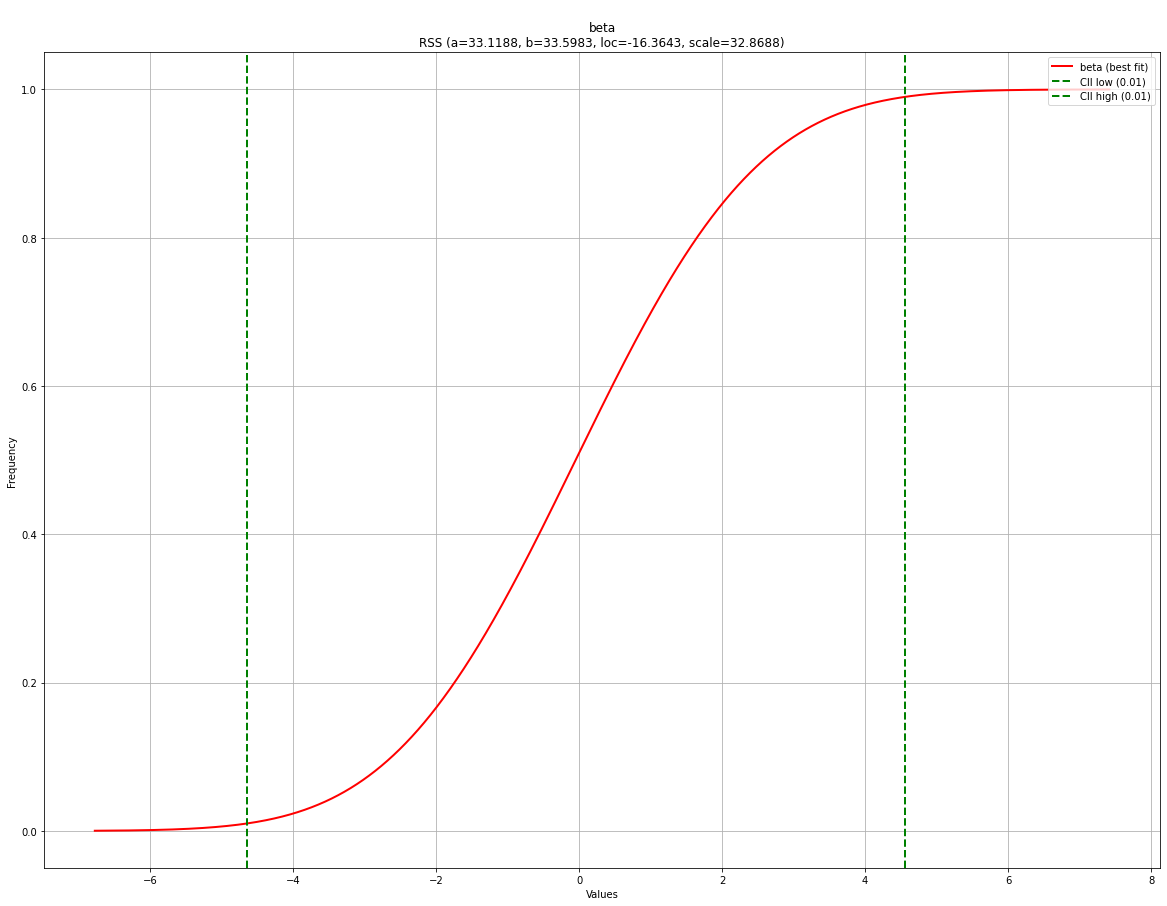 beta
RSS (a=33.1188, b=33.5983, loc=-16.3643, scale=32.8688)
beta (best fit)
CII low (0.01)
CII high (0.01)
1.0
0.8
0.6
0.4
0.2
0.0
Frequency
−6
−4
−2
0
2
4
6
8
Values